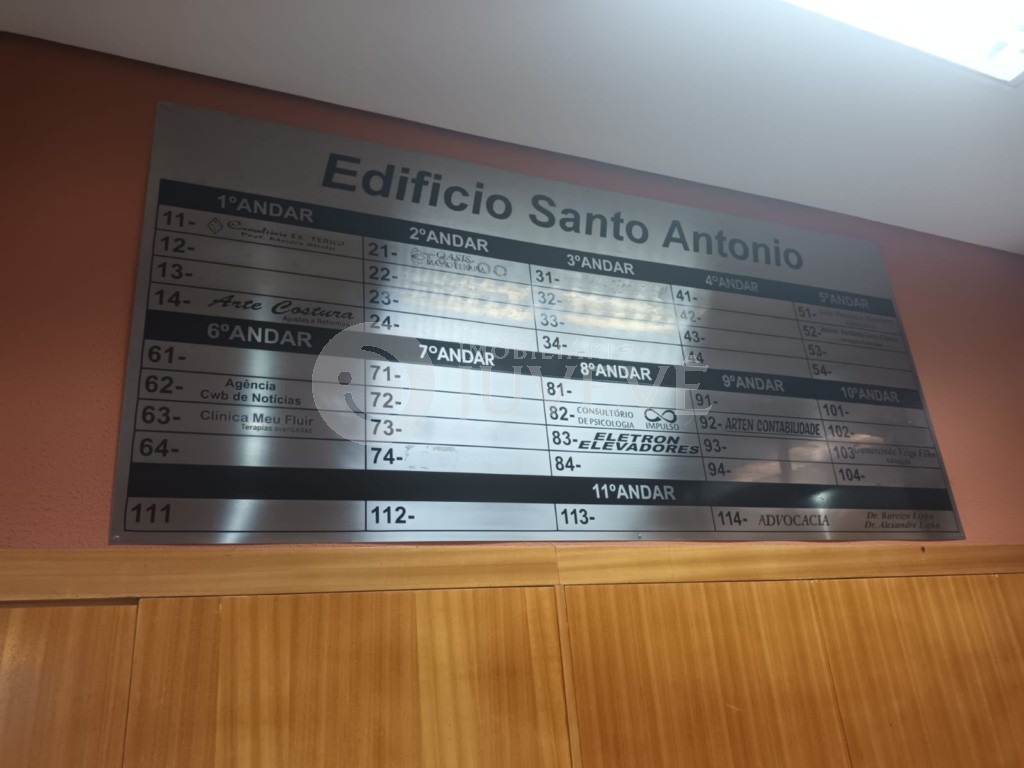 Edificio Santo Antonio
1ºANDAR
11-
12-
13-
14- Arte Costura
2ºANDAR
21-
22-
23-
24-
3ºANDAR
31-
32-
33-
34-
4ºANDAR
41-
42-
43-
44
5ºANDAR
51-
52-
53-
54-
6ºANDAR
61-
62- Agência
Cwb de Notícias
63- Clínica Meu Fluir
Terapias avançadas
64-
7ºANDAR
71-
72-
73-
74-
8ºANDAR
81-
82- CONSULTÓRIO
DE PSICOLOGIA IMPULSO
83- ELETRON
ELEVADORES
84-
9ºANDAR
91-
92- ARTEN CONTABILIDADE
93-
94-
10ºANDAR
101-
102-
103
104-
11ºANDAR
111
112-
113-
114- ADVOCACIA
IMOBILIÁRIA
JUVEVE